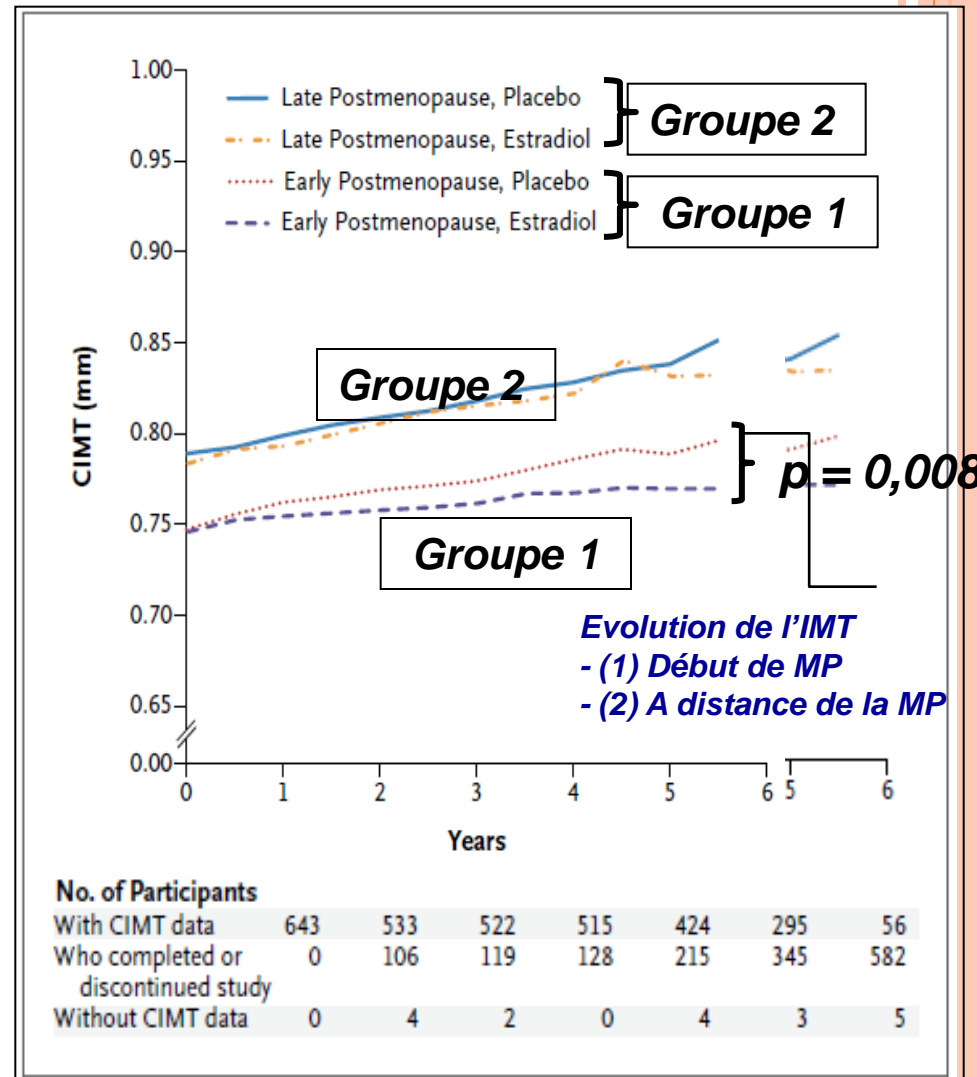 1.00
Late Postmenopause, Placebo
Late Postmenopause, Estradiol
Groupe 2
0.95
Early Postmenopause, Placebo
Early Postmenopause, Estradiol
Groupe 1
0.90
0.85
Groupe 2
CIMT (mm)
0.80
p = 0,008
0.75
Groupe 1
0.70
Evolution de l'IMT
- (1) Début de MP
- (2) A distance de la MP
0.65
0.00
0 1 2 3 4 5 6 5 6
Years
No. of Participants
With CIMT data 643 533 522 515 424 295 56
Who completed or 0 106 119 128 215 345 582
discontinued study
Without CIMT data 0 4 2 0 4 3 5